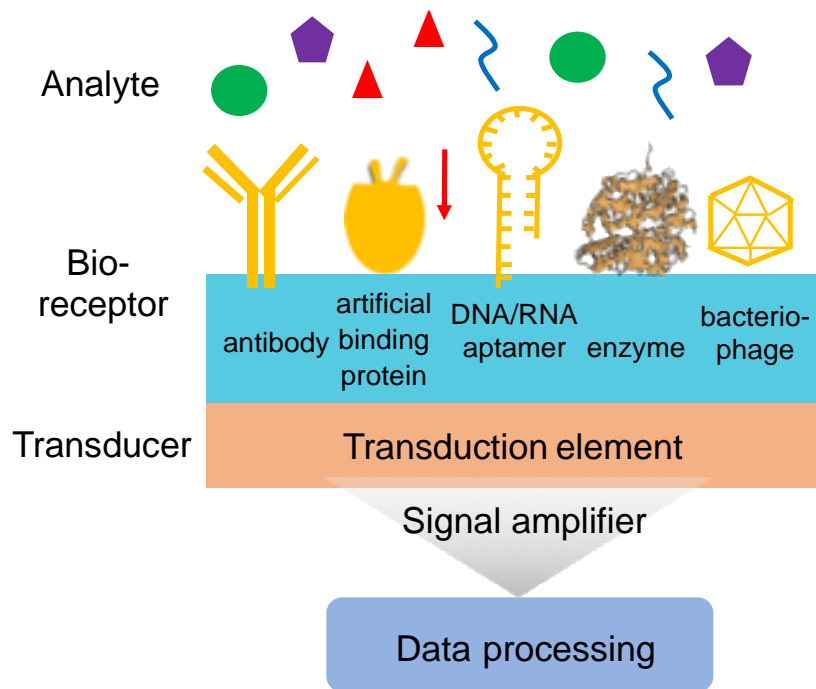 Analyte
Bio-
receptor
antibody
artificial
binding
protein
DNA/RNA
aptamer
enzyme
bacterio-
phage
Transducer
Transduction element
Signal amplifier
Data processing